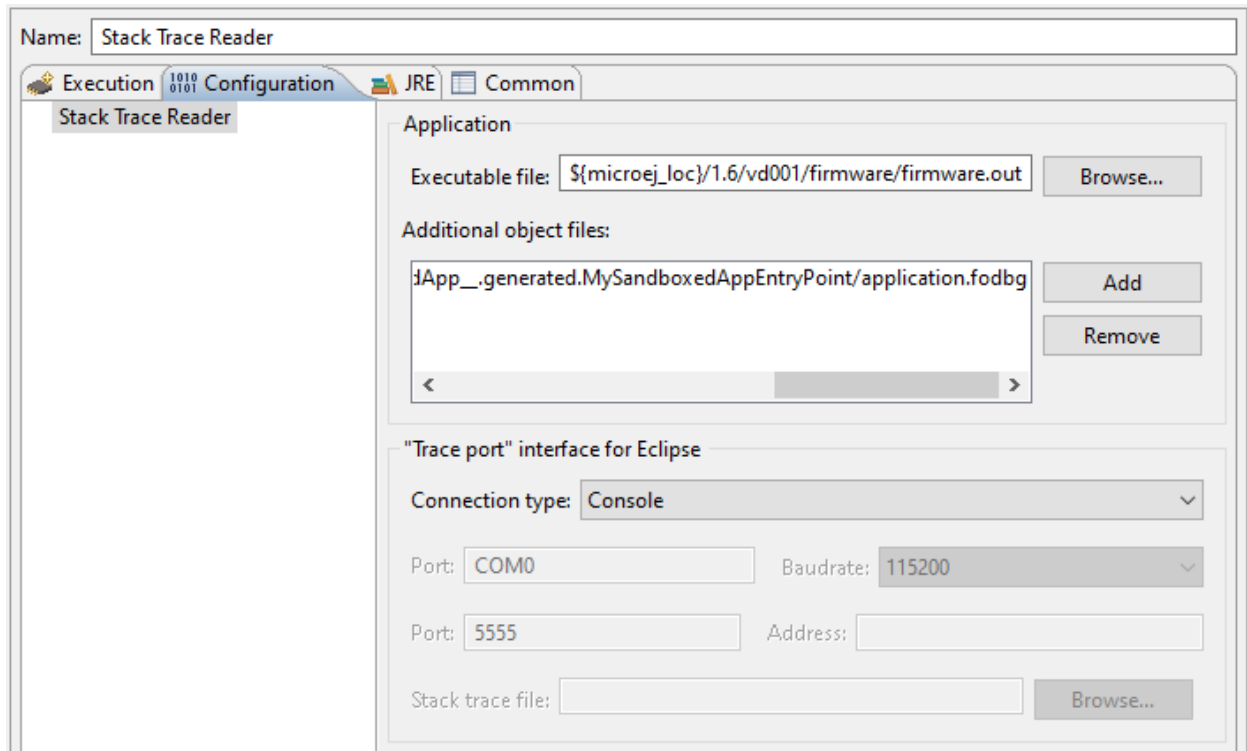 Name: Stack Trace Reader
Execution 1010 0101 Configuration JRE Common
Stack Trace Reader
Application
Executable file: ${microej_loc}/1.6/vd001/firmware/firmware.out Browse...
Additional object files:
dApp__.generated.MySandboxedAppEntryPoint/application.fodbg Add
Remove
"Trace port" interface for Eclipse
Connection type: Console
Port: COM0 Baudrate: 115200
Port: 5555 Address:
Stack trace file: Browse...